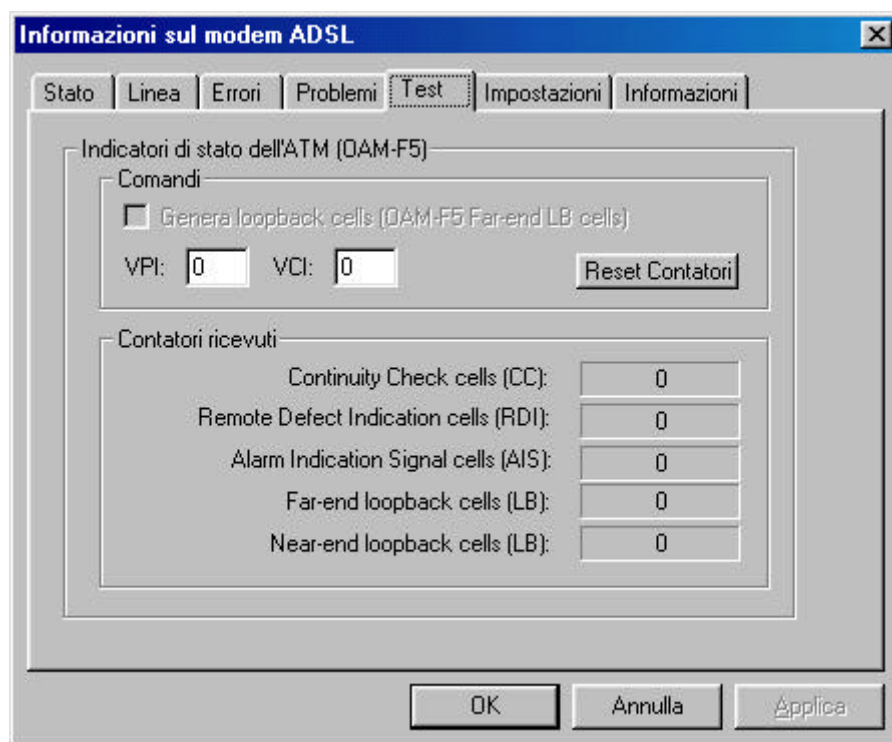 Informazioni sul modem ADSL
Stato Linea Errori Problemi Test Impostazioni Informazioni
Indicatori di stato dell'ATM (OAM-F5)
Comandi
Genera loopback cells (OAM-F5 Far-end LB cells)
VPI: 0 VCI: 0 Reset Contatori
Contatori ricevuti
Continuity Check cells (CC): 0
Remote Defect Indication cells (RDI): 0
Alarm Indication Signal cells (AIS): 0
Far-end loopback cells (LB): 0
Near-end loopback cells (LB): 0
OK Annulla Applica